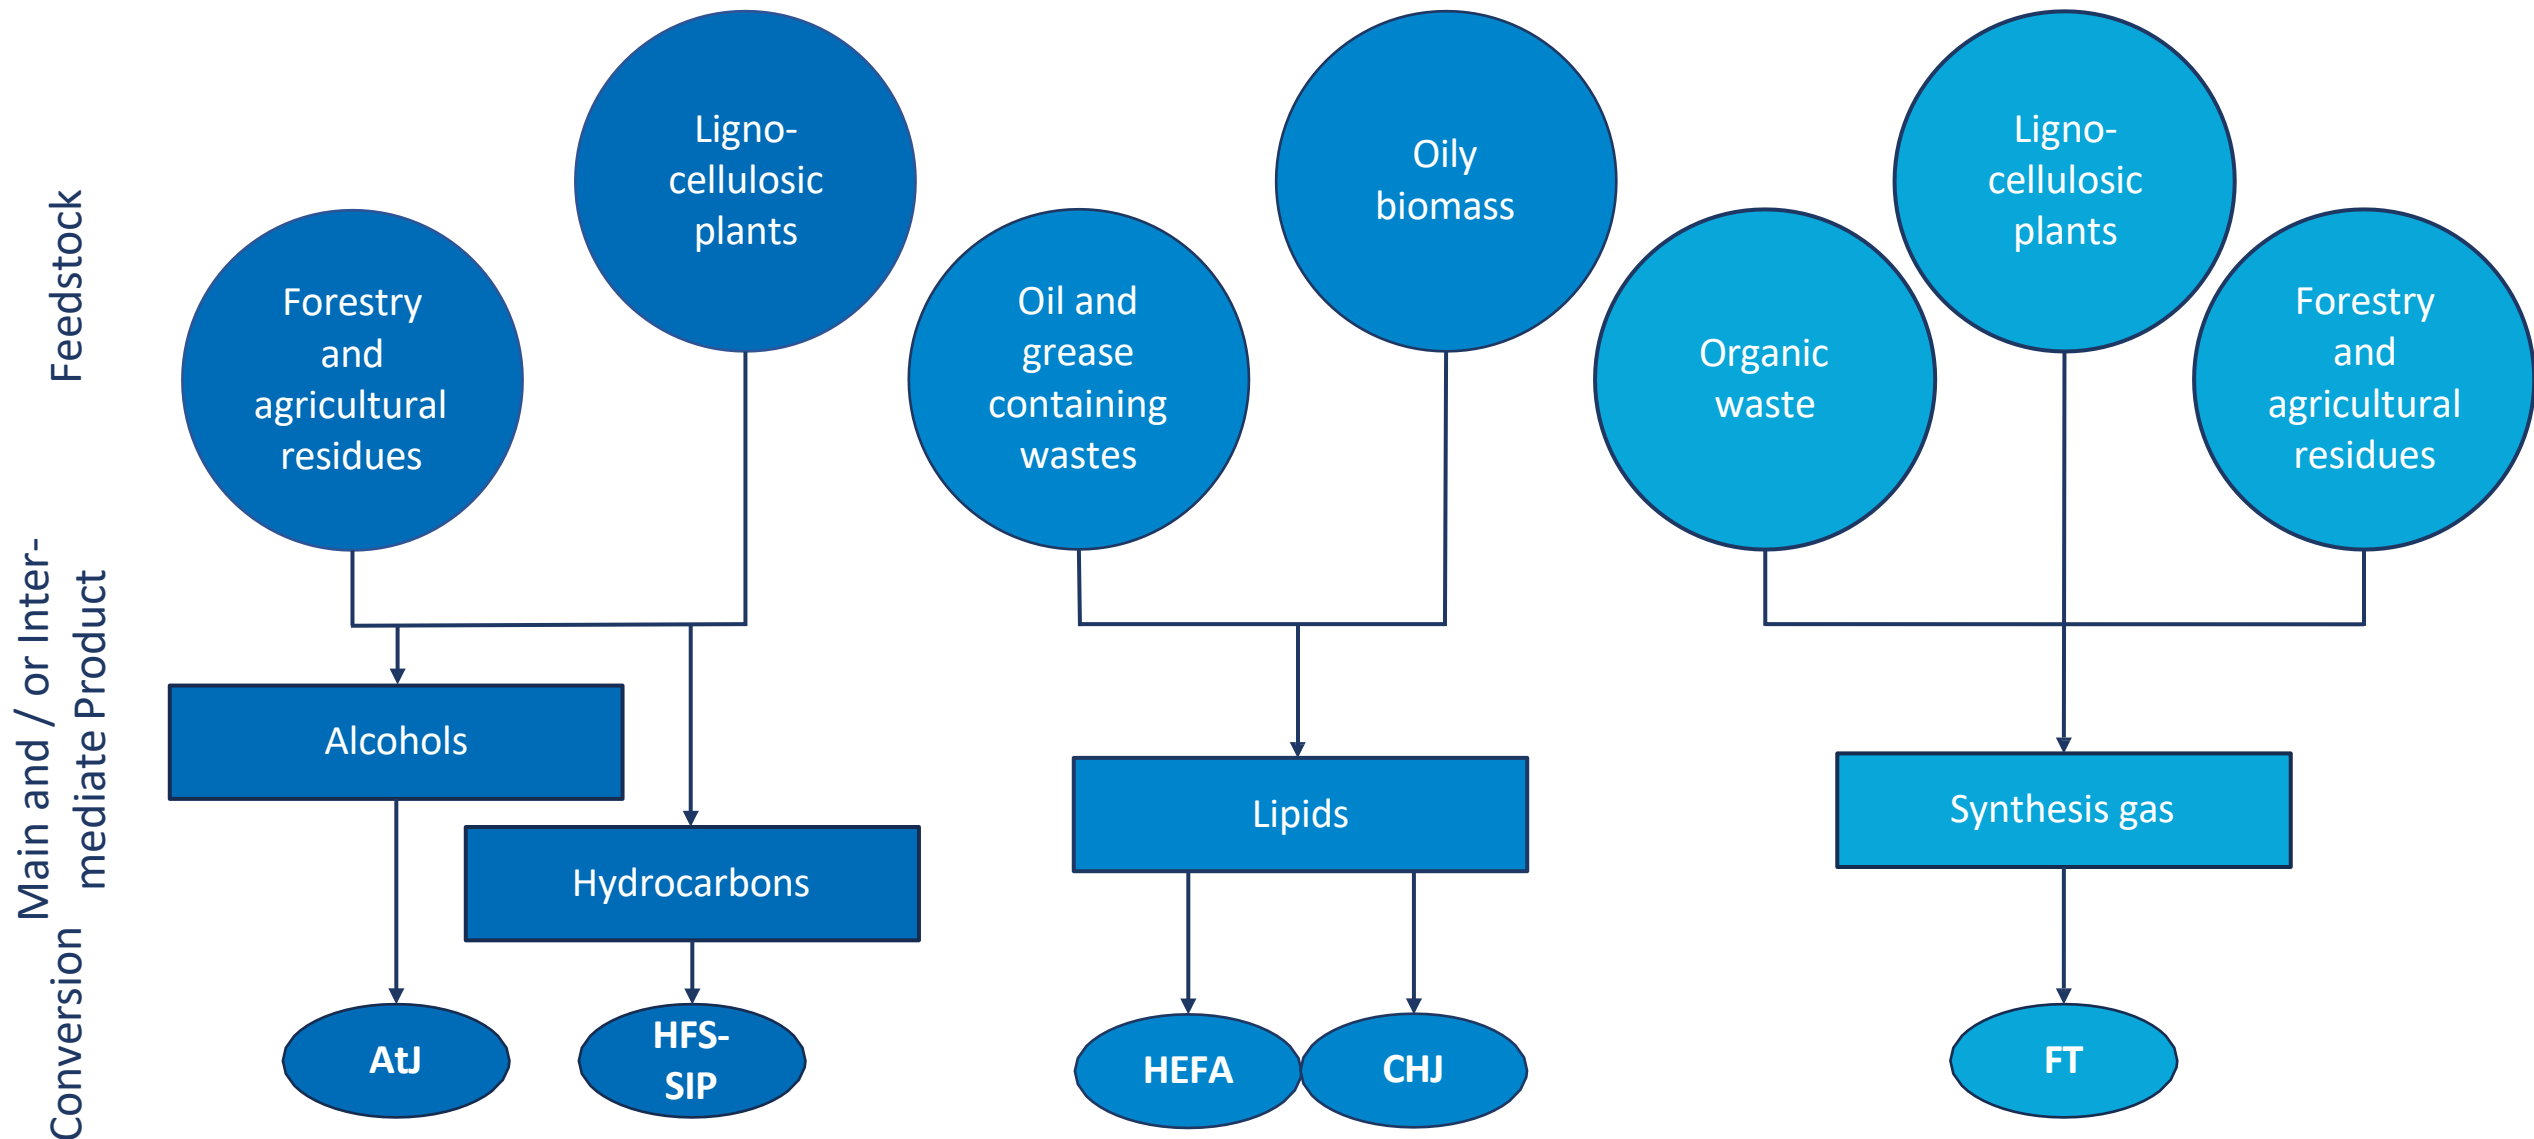 Feedstock
Ligno-
cellulosic
plants
Oily
biomass
Ligno-
cellulosic
plants
Forestry
and
agricultural
residues
Oil and
grease
containing
wastes
Organic
waste
Forestry
and
agricultural
residues
Main and / or Inter-
mediate Product
Alcohols
Hydrocarbons
Lipids
Synthesis gas
Conversion
AtJ
HFS-
SIP
HEFA
CHJ
FT